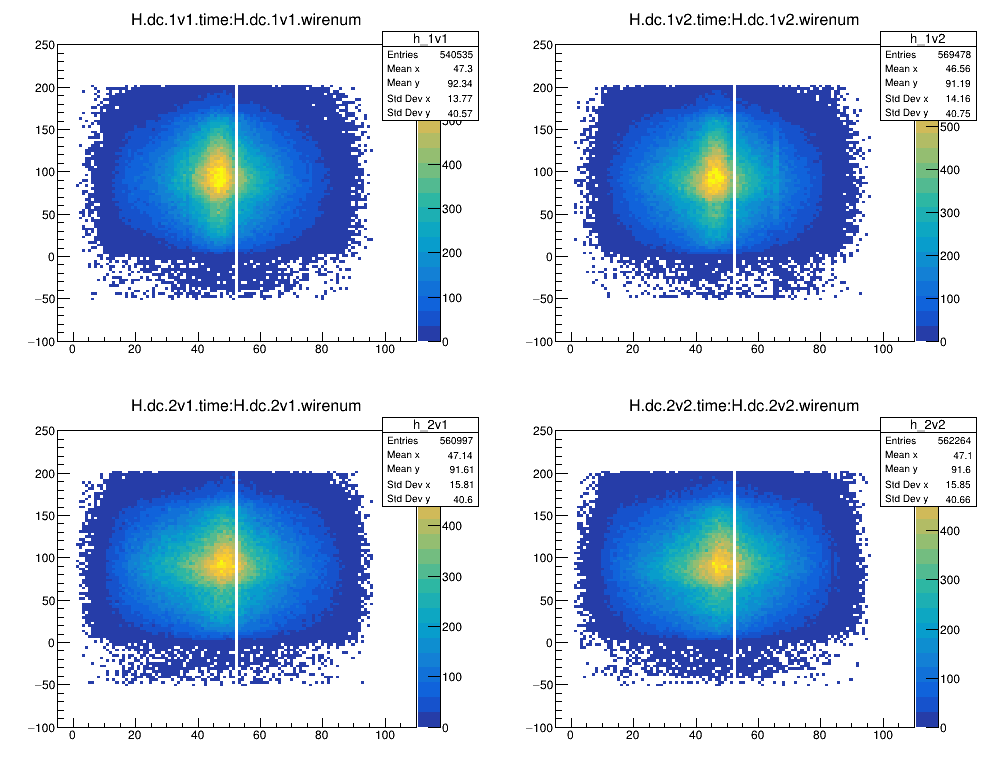 H.dc.1v1.time:H.dc.1v1.wirenum
h_1v1
Entries 540535
Mean x 47.3
Mean y 92.34
Std Dev x 13.77
Std Dev y 40.57
250
200
150
100
50
0
−50
−100
0 20 40 60 80 100
500
400
300
200
100
0
H.dc.1v2.time:H.dc.1v2.wirenum
h_1v2
Entries 569478
Mean x 46.56
Mean y 91.19
Std Dev x 14.16
Std Dev y 40.75
250
200
150
100
50
0
−50
−100
0 20 40 60 80 100
500
400
300
200
100
0
H.dc.2v1.time:H.dc.2v1.wirenum
h_2v1
Entries 560997
Mean x 47.14
Mean y 91.61
Std Dev x 15.81
Std Dev y 40.6
250
200
150
100
50
0
−50
−100
0 20 40 60 80 100
400
300
200
100
0
H.dc.2v2.time:H.dc.2v2.wirenum
h_2v2
Entries 562264
Mean x 47.1
Mean y 91.6
Std Dev x 15.85
Std Dev y 40.66
250
200
150
100
50
0
−50
−100
0 20 40 60 80 100
400
300
200
100
0